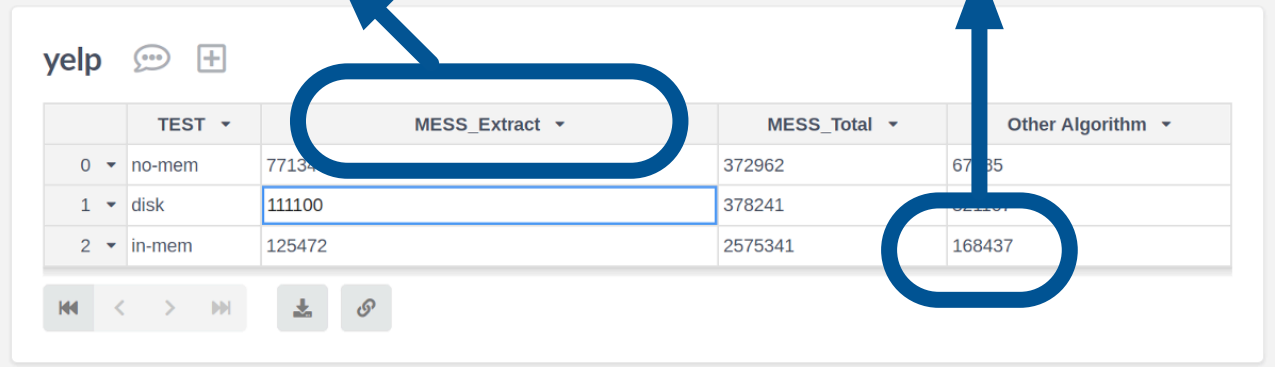 yelp
TEST MESS_Extract MESS_Total Other Algorithm
0 no-mem 372962
1 disk 111100 378241
2 in-mem 125472 2575341 168437